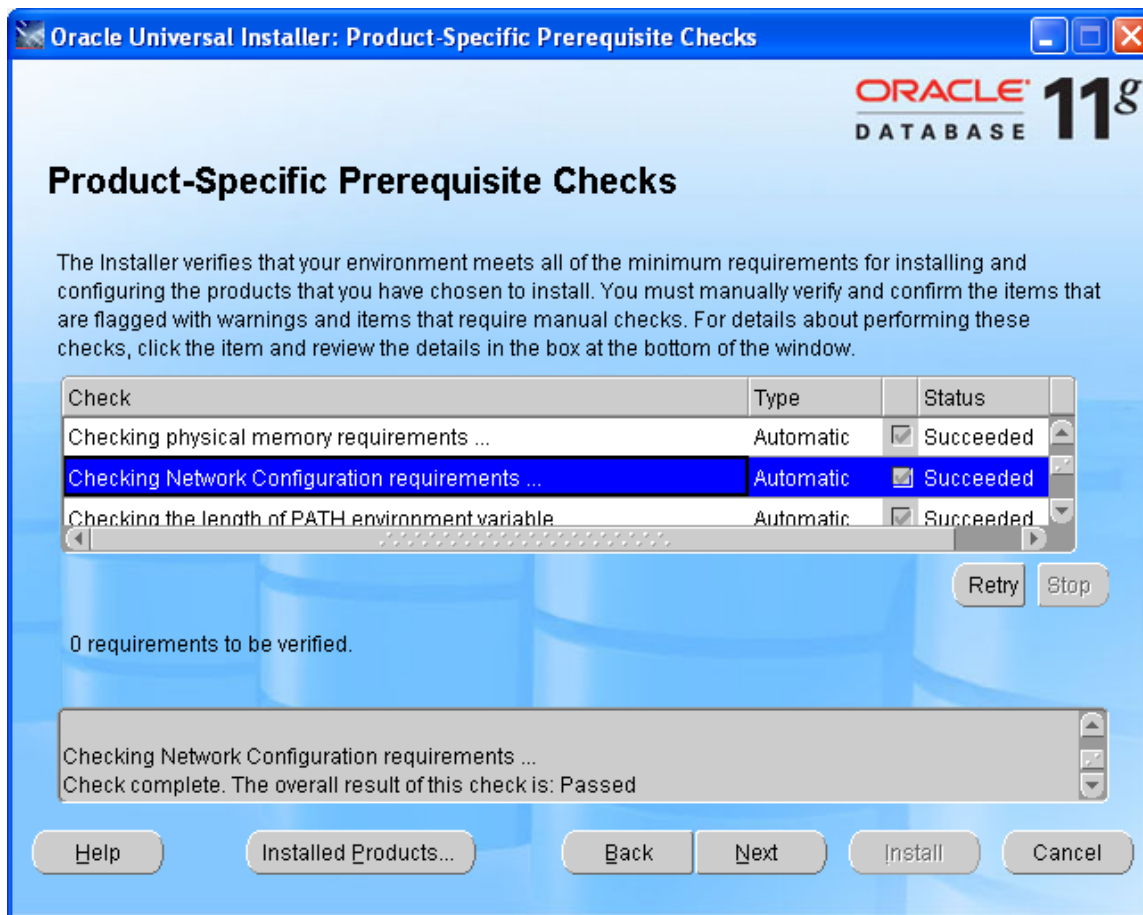 Oracle Universal Installer: Product-Specific Prerequisite Checks
ORACLE 11g
DATABASE
Product-Specific Prerequisite Checks
The Installer verifies that your environment meets all of the minimum requirements for installing and
configuring the products that you have chosen to install. You must manually verify and confirm the items that
are flagged with warnings and items that require manual checks. For details about performing these
checks, click the item and review the details in the box at the bottom of the window.
Check Type Status
Checking physical memory requirements ... Automatic Succeeded
Checking Network Configuration requirements ... Automatic Succeeded
Checking the length of PATH environment variable Automatic Succeeded
Retry Stop
0 requirements to be verified.
Checking Network Configuration requirements ...
Check complete. The overall result of this check is: Passed
Help Installed Products... Back Next Install Cancel